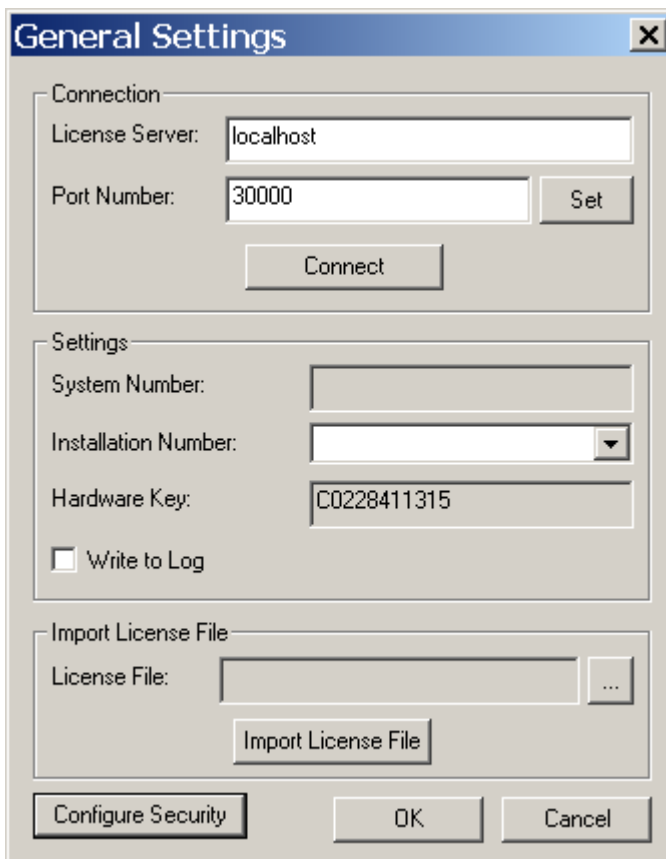 General Settings
Connection
License Server: localhost
Port Number: 30000 Set
Connect
Settings
System Number:
Installation Number:
Hardware Key: C0228411315
Write to Log
Import License File
License File: ...
Import License File
Configure Security OK Cancel